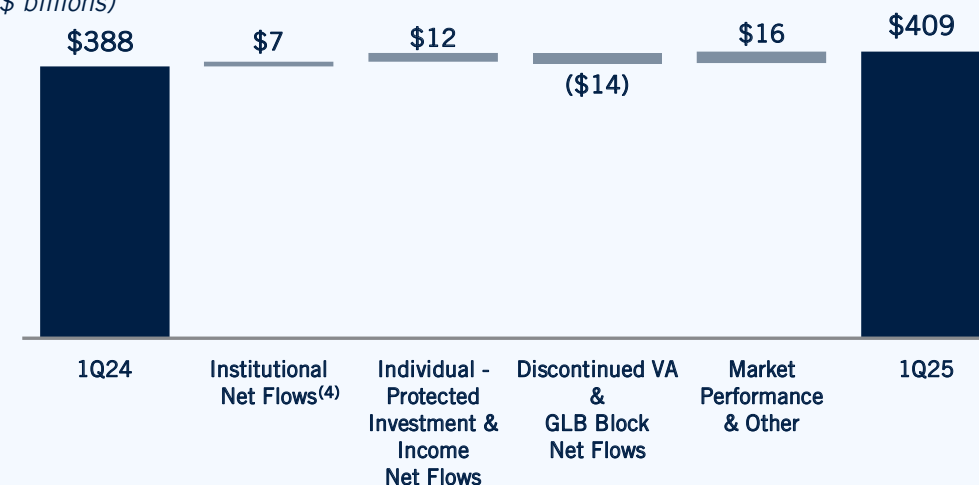 $ billions)
$388
$7
$12
($14)
$16
$409
1Q24
Institutional
Net Flows(4)
Individual -
Protected
Investment &
Income
Net Flows
Discontinued VA
&
GLB Block
Net Flows
Market
Performance
& Other
1Q25